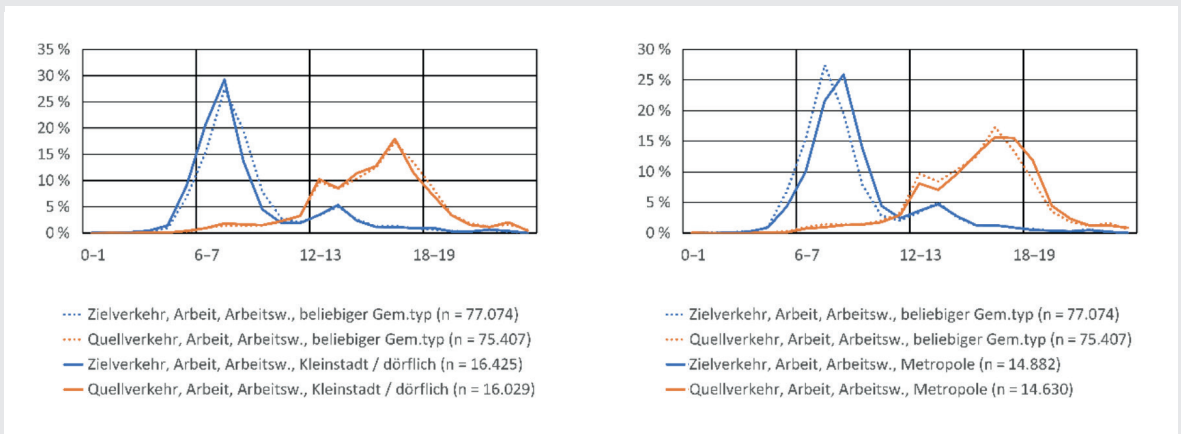 35 %
30 %
25 %
20 %
15 %
10 %
5 %
0 %
0–1
6–7
12–13
18–19
Zielverkehr, Arbeit, Arbeitsw., beliebiger Gem.typ (n = 77.074)
Quellverkehr, Arbeit, Arbeitsw., beliebiger Gem.typ (n = 75.407)
Zielverkehr, Arbeit, Arbeitsw., Kleinstadt / dörflich (n = 16.425)
Quellverkehr, Arbeit, Arbeitsw., Kleinstadt / dörflich (n = 16.029)
30 %
25 %
20 %
15 %
10 %
5 %
0 %
0–1
6–7
12–13
18–19
Zielverkehr, Arbeit, Arbeitsw., beliebiger Gem.typ (n = 77.074)
Quellverkehr, Arbeit, Arbeitsw., beliebiger Gem.typ (n = 75.407)
Zielverkehr, Arbeit, Arbeitsw., Metropole (n = 14.882)
Quellverkehr, Arbeit, Arbeitsw., Metropole (n = 14.630)